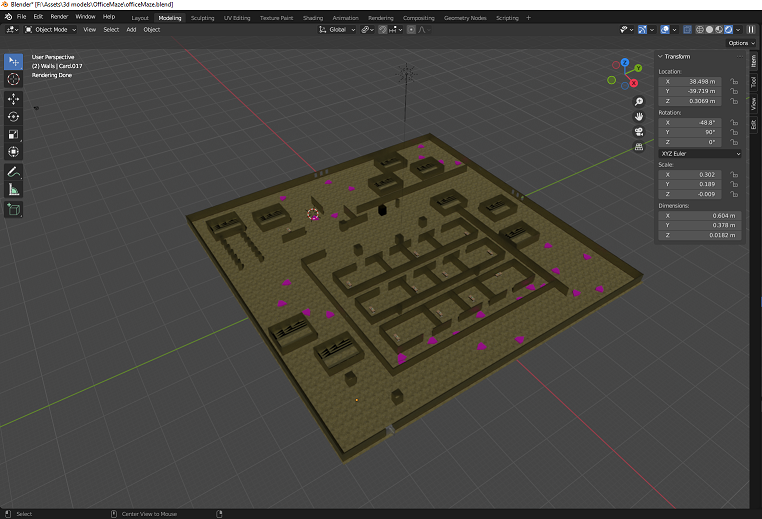 Blender* [F:\Assets\3d models\OfficeMaze\officeMaze.blend]
File Edit Render Window Help Layout Modeling Sculpting UV Editing Texture Paint Shading Animation Rendering Compositing Geometry Nodes Scripting +
Object Mode View Select Add Object Global
Options
User Perspective
(2) Walls | Card.017
Rendering Done
Z
Y
X
Transform
Location:
X 38.498 m
Y -39.719 m
Z 0.3069 m
Rotation:
X -48.8°
Y 90°
Z 0°
XYZ Euler
Scale:
X 0.302
Y 0.189
Z -0.009
Dimensions:
X 0.604 m
Y 0.378 m
Z 0.0182 m
Item
Tool
View
Edit
Select Center View to Mouse